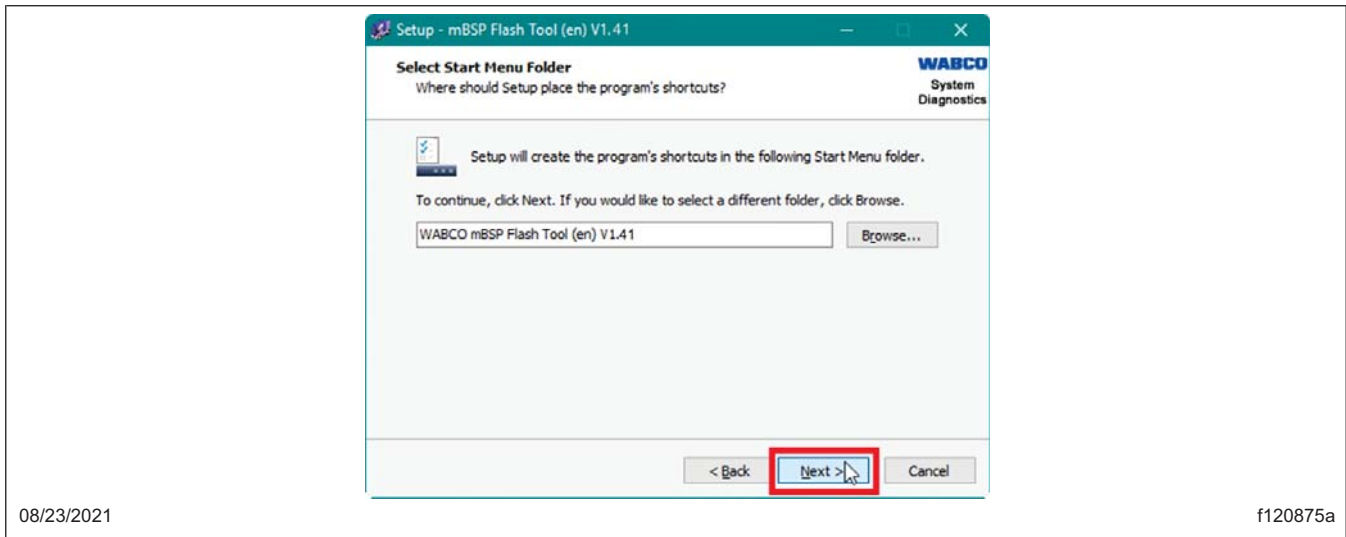 Setup - mBSP Flash Tool (en) V1.41
Select Start Menu Folder
Where should Setup place the program's shortcuts?
WABCO
System
Diagnostics
Setup will create the program's shortcuts in the following Start Menu folder.
To continue, click Next. If you would like to select a different folder, click Browse.
WABCO mBSP Flash Tool (en) V1.41
Browse...
< Back
Next >
Cancel
08/23/2021
f120875a